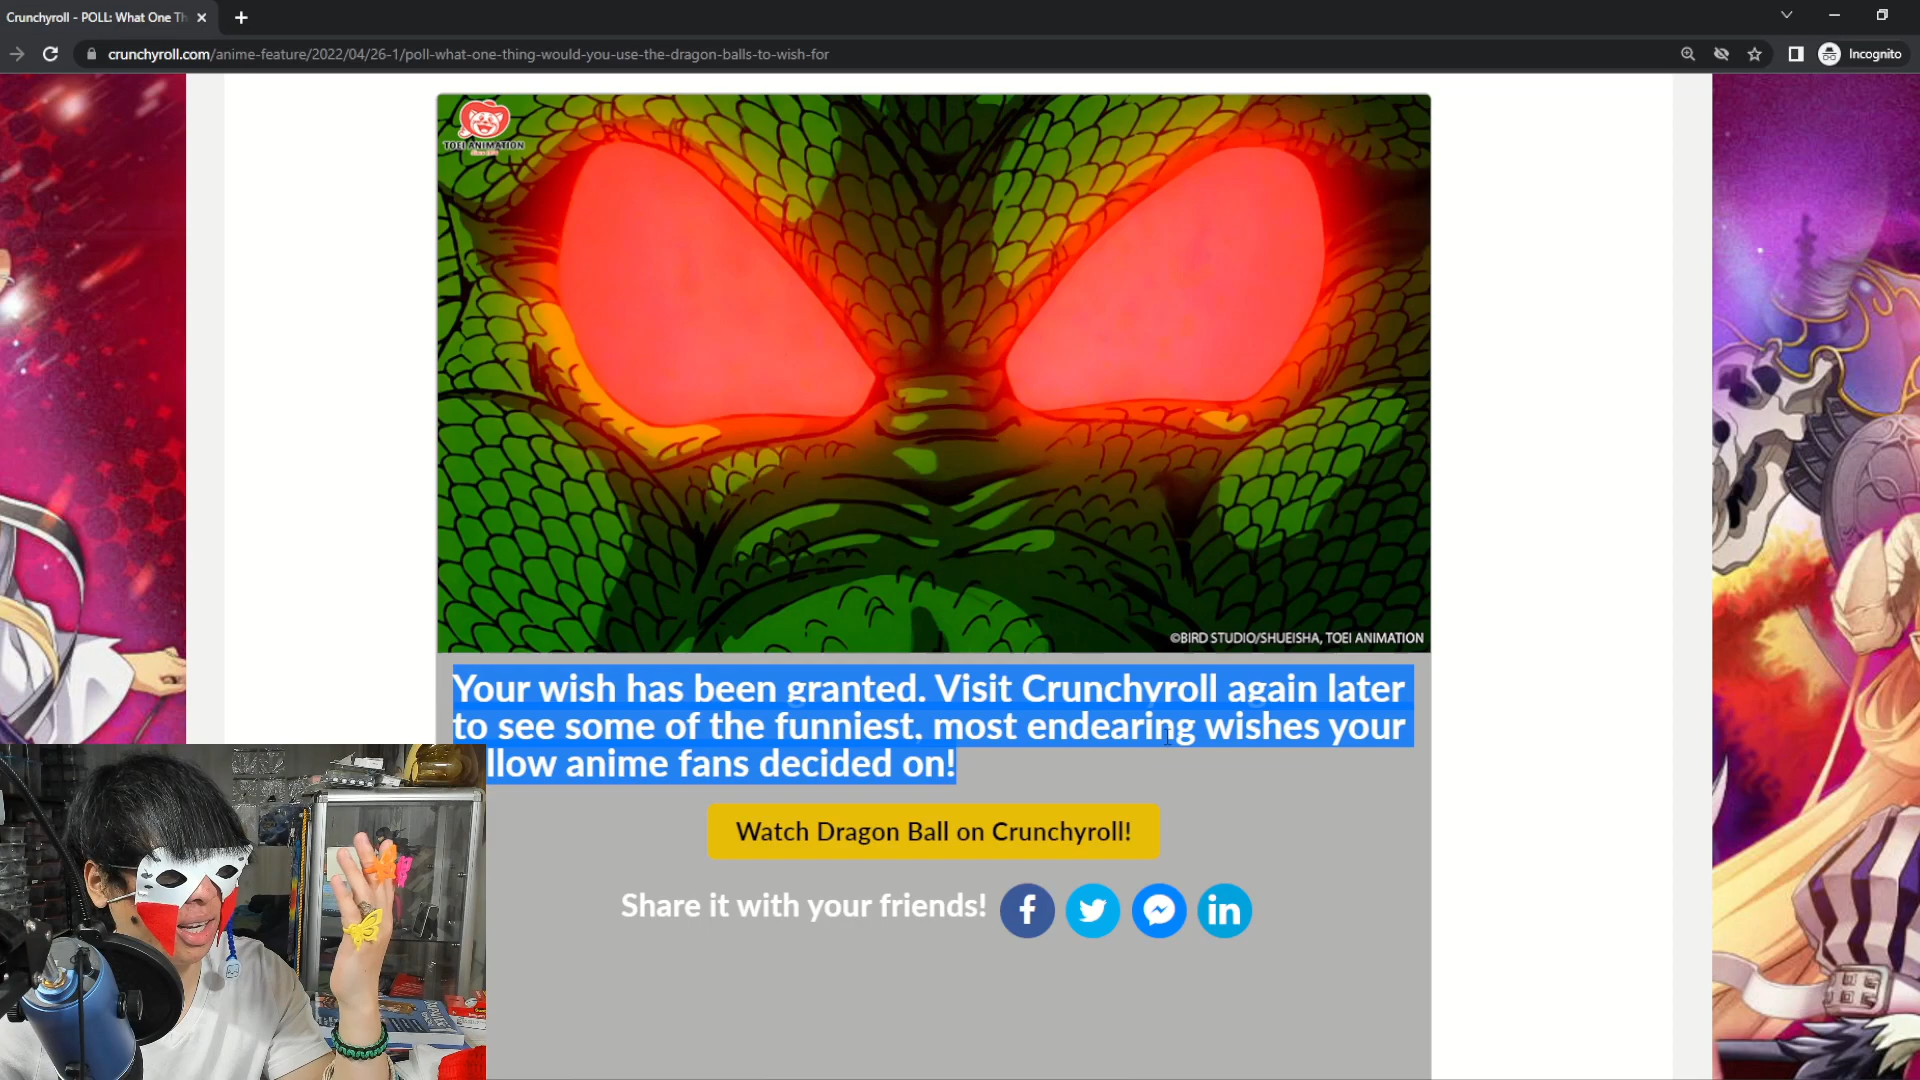 Crunchyroll - POLL: What One Th
crunchyroll.com/anime-feature/2022/04/26-1/poll-what-one-thing-would-you-use-the-dragon-balls-to-wish-for
Incognito
TOEI ANIMATION
©BIRD STUDIO/SHUEISHA, TOEI ANIMATION
Your wish has been granted. Visit Crunchyroll again later
to see some of the funniest, most endearing wishes your
llow anime fans decided on!
Watch Dragon Ball on Crunchyroll!
Share it with your friends!